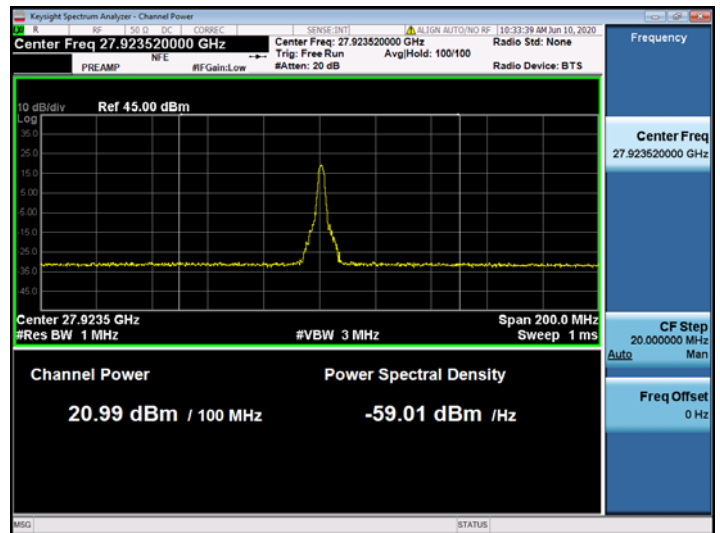 Keysight Spectrum Analyzer - Channel Power
R RF 50 Ω DC CORREC SENSE:INT ALIGN AUTO/NO RF 10:33:39 AM Jun 10, 2020
Center Freq 27.923520000 GHz Center Freq: 27.923520000 GHz Radio Std: None
NFE Trig: Free Run Avg|Hold: 100/100
PREAMP #IFGain:Low #Atten: 20 dB Radio Device: BTS
10 dB/div Ref 45.00 dBm
Log
35.0
25.0
15.0
5.00
-5.00
-15.0
-25.0
-35.0
-45.0
Center 27.9235 GHz Span 200.0 MHz
#Res BW 1 MHz #VBW 3 MHz Sweep 1 ms
Channel Power Power Spectral Density
20.99 dBm / 100 MHz -59.01 dBm /Hz
MSG STATUS
Frequency
Center Freq
27.923520000 GHz
CF Step
20.000000 MHz
Auto Man
Freq Offset
0 Hz